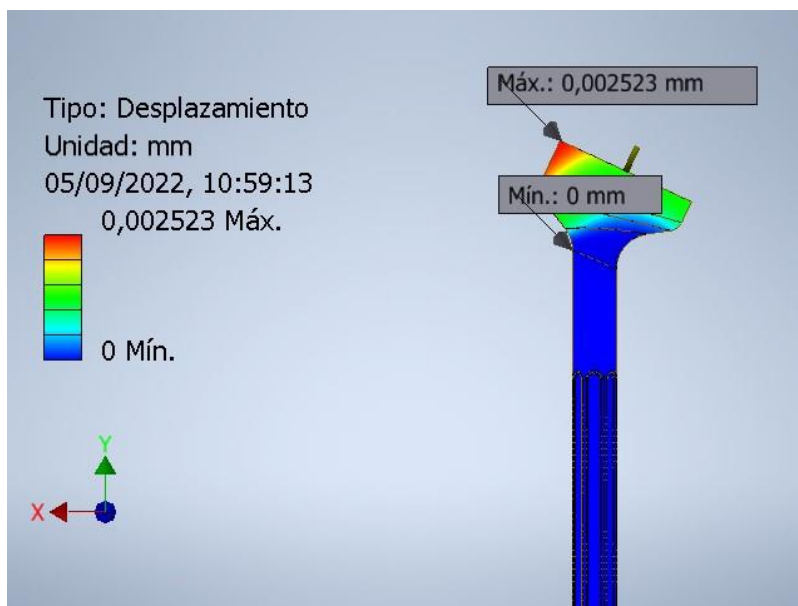 Tipo: Desplazamiento
Unidad: mm
05/09/2022, 10:59:13
0,002523 Máx.
0 Mín.
Máx.: 0,002523 mm
Mín.: 0 mm
Y
X